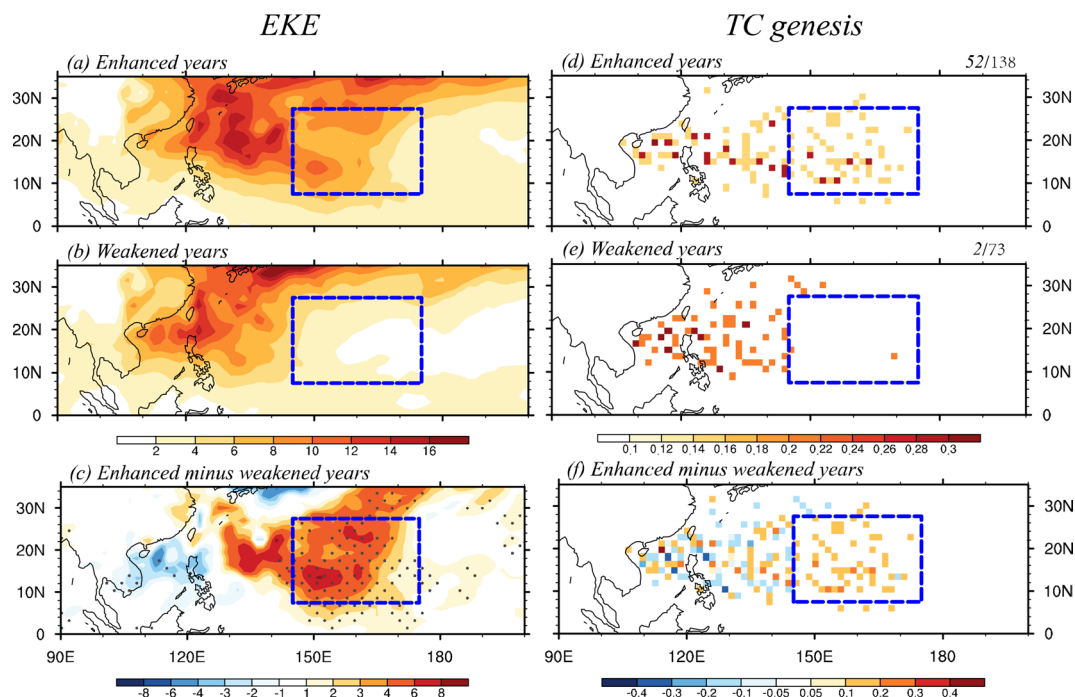 EKE
TC genesis
(a) Enhanced years
(d) Enhanced years 52/138
30N 30N
20N 20N
10N 10N
0 0
(b) Weakened years
(e) Weakened years 2/73
30N 30N
20N 20N
10N 10N
0 0
2 4 6 8 10 12 14 16
0.1 0.12 0.14 0.16 0.18 0.2 0.22 0.24 0.26 0.28 0.3
(c) Enhanced minus weakened years
(f) Enhanced minus weakened years
30N 30N
20N 20N
10N 10N
0 0
90E 120E 150E 180
90E 120E 150E 180
-8 -6 -4 -3 -2 -1 1 2 3 4 6 8
-0.4 -0.3 -0.2 -0.1 -0.05 0.05 0.1 0.2 0.3 0.4